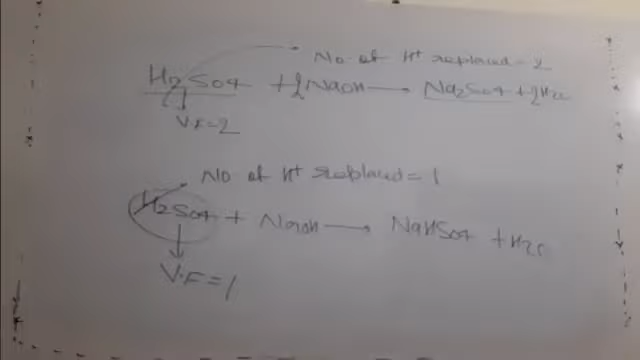 No of H+ replaced = 2
H2SO4 + 2NaOH → Na2SO4 + 2H2O
V.F = 2
No of H+ replaced = 1
H2SO4 + NaOH → NaHSO4 + H2O
V.F = 1